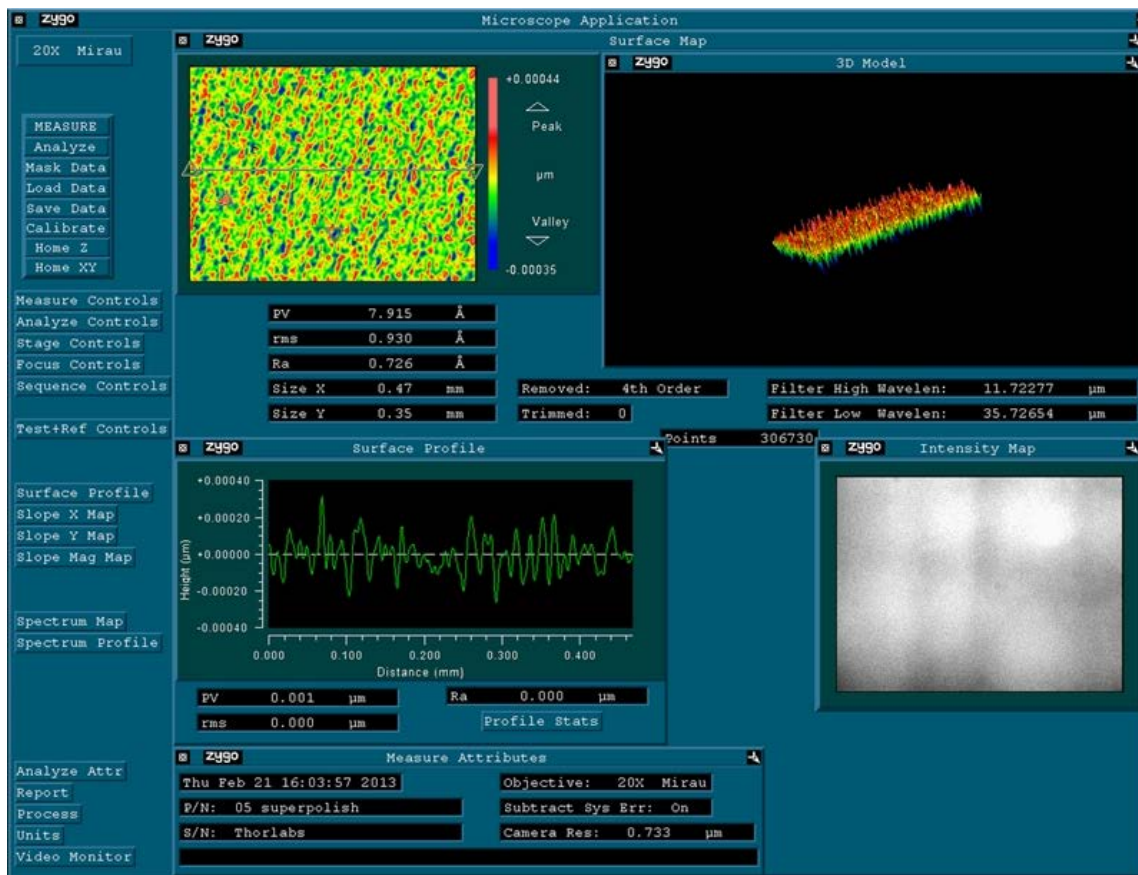 zygo Microscope Application
20X Mirau
MEASURE
Analyze
Mask Data
Load Data
Save Data
Calibrate
Home Z
Home XY
Measure Controls
Analyze Controls
Stage Controls
Focus Controls
Sequence Controls
Test+Ref Controls
Surface Profile
Slope X Map
Slope Y Map
Slope Mag Map
Spectrum Map
Spectrum Profile
Analyze Attr
Report
Process
Units
Video Monitor
zygo Surface Map
+0.00044
Peak
µm
Valley
-0.00035
zygo 3D Model
PV 7.915 Å
rms 0.930 Å
Ra 0.726 Å
Size X 0.47 mm
Size Y 0.35 mm
Removed: 4th Order
Trimmed: 0
Filter High Wavelen: 11.72277 µm
Filter Low Wavelen: 35.72654 µm
Points 306730
zygo Surface Profile
+0.00040
+0.00020
+0.00000
-0.00020
-0.00040
Height (µm)
0.000 0.100 0.200 0.300 0.400
Distance (mm)
PV 0.001 µm
rms 0.000 µm
Ra 0.000 µm
Profile Stats
zygo Intensity Map
zygo Measure Attributes
Thu Feb 21 16:03:57 2013
P/N: 05 superpolish
S/N: Thorlabs
Objective: 20X Mirau
Subtract Sys Err: On
Camera Res: 0.733 µm